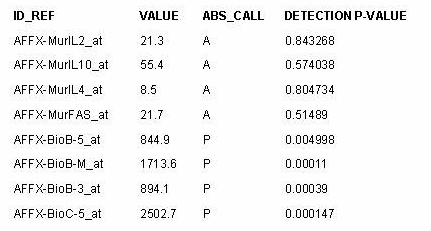 ID_REF VALUE ABS_CALL DETECTION P-VALUE
AFFX-MurIL2_at 21.3 A 0.843268
AFFX-MurIL10_at 55.4 A 0.574038
AFFX-MurIL4_at 8.5 A 0.804734
AFFX-MurFAS_at 21.7 A 0.51489
AFFX-BioB-5_at 844.9 P 0.004998
AFFX-BioB-M_at 1713.6 P 0.00011
AFFX-BioB-3_at 894.1 P 0.00039
AFFX-BioC-5_at 2502.7 P 0.000147